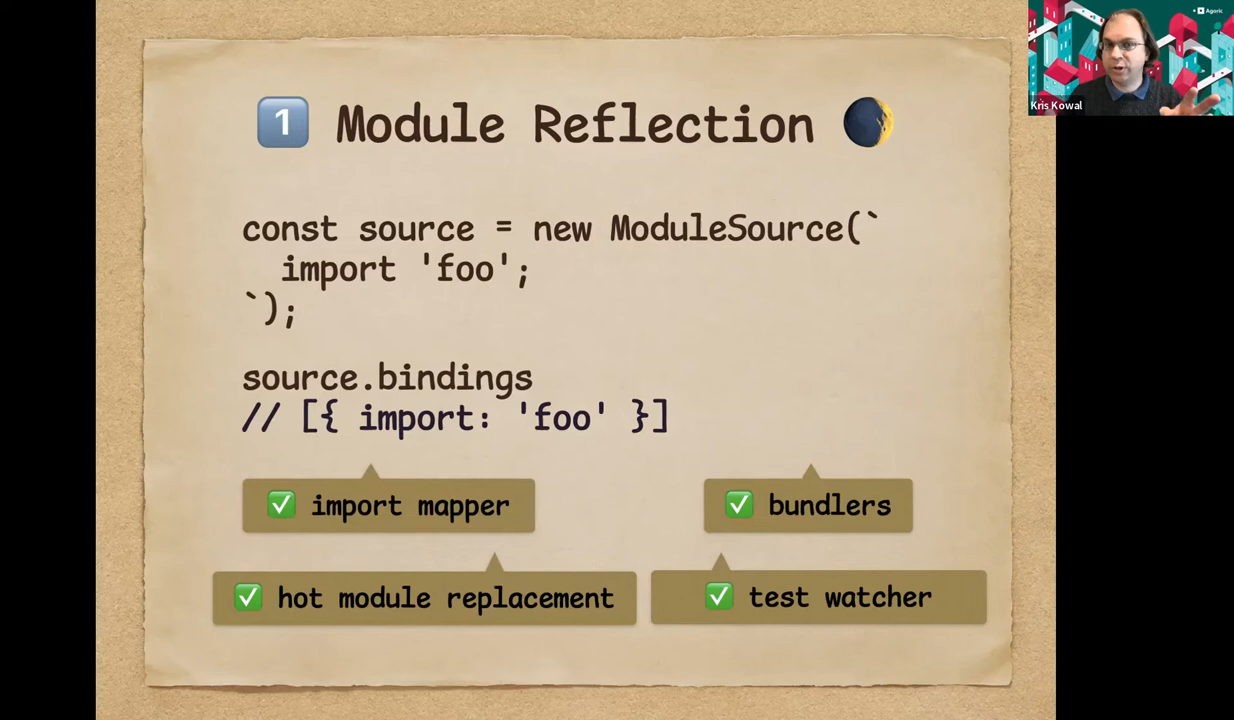 1 Module Reflection
const source = new ModuleSource(`
import 'foo';
`);
source.bindings
// [{ import: 'foo' }]
✅ import mapper
✅ bundlers
✅ hot module replacement
✅ test watcher
Agoric
Kris Kowal